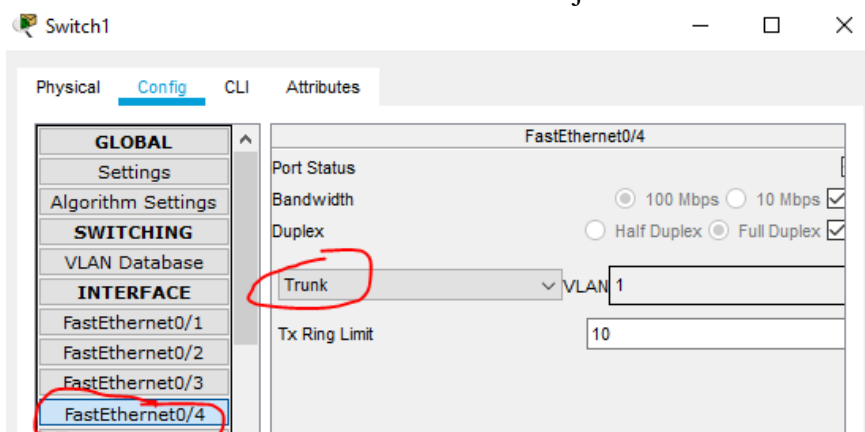 Switch1
Physical Config CLI Attributes
GLOBAL
Settings
Algorithm Settings
SWITCHING
VLAN Database
INTERFACE
FastEthernet0/1
FastEthernet0/2
FastEthernet0/3
FastEthernet0/4
FastEthernet0/4
Port Status
Bandwidth 100 Mbps 10 Mbps
Duplex Half Duplex Full Duplex
Trunk VLAN 1
Tx Ring Limit 10